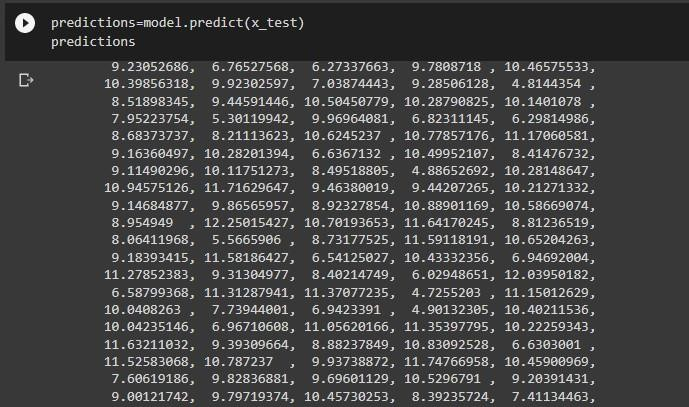 predictions=model.predict(x_test)
predictions
9.23052686, 6.76527568, 6.27337663, 9.7808718 , 10.46575533,
10.39856318, 9.92302597, 7.03874443, 9.28506128, 4.8144354 ,
8.51898345, 9.44591446, 10.50450779, 10.28790825, 10.1401078 ,
7.95223754, 5.30119942, 9.96964081, 6.82311145, 6.29814986,
8.68373737, 8.21113623, 10.6245237 , 10.77857176, 11.17060581,
9.16360497, 10.28201394, 6.6367132 , 10.49952107, 8.41476732,
9.11490296, 10.11751273, 8.49518805, 4.88652692, 10.28148647,
10.94575126, 11.71629647, 9.46380019, 9.44207265, 10.21271332,
9.14684877, 9.86565957, 8.92327854, 10.88901169, 10.58669074,
8.954949 , 12.25015427, 10.70193653, 11.64170245, 8.81236519,
8.06411968, 5.5665906 , 8.73177525, 11.59118191, 10.65204263,
9.18393415, 11.58186427, 6.54125027, 10.43332356, 6.94692004,
11.27852383, 9.31304977, 8.40214749, 6.02948651, 12.03950182,
6.58799368, 11.31287941, 11.37077235, 4.7255203 , 11.15012629,
10.0408263 , 7.73944001, 6.9423391 , 4.90132305, 10.40211536,
10.04235146, 6.96710608, 11.05620166, 11.35397795, 10.22259343,
11.63211032, 9.39309664, 8.88237849, 10.83092528, 6.6303001 ,
11.52583068, 10.787237 , 9.93738872, 11.74766958, 10.45900969,
7.60619186, 9.82836881, 9.69601129, 10.5296791 , 9.20391431,
9.00121742, 9.79719374, 10.45730253, 8.39235724, 7.41134463,